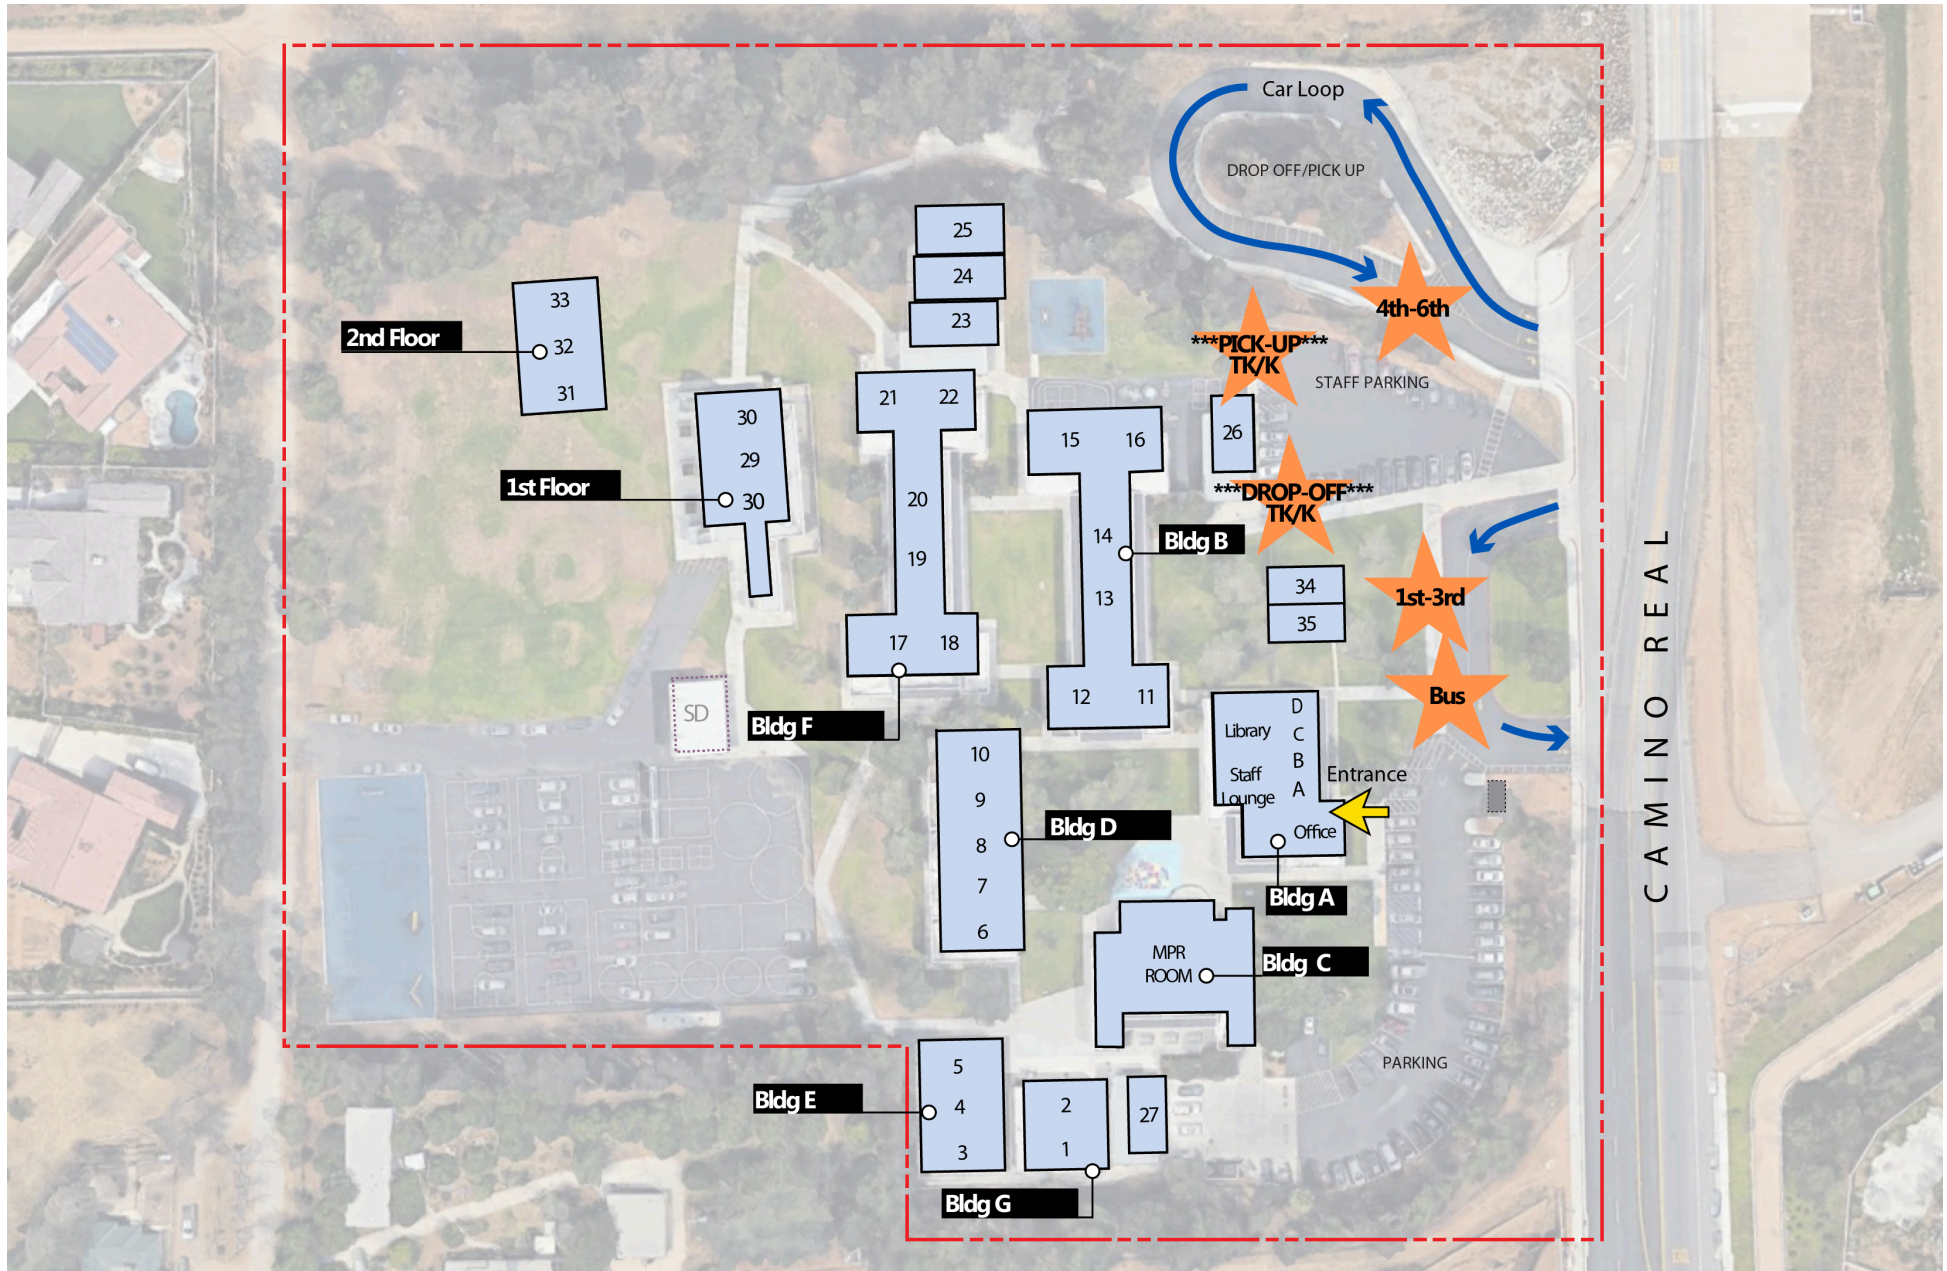 Car Loop
DROP OFF/PICK UP
25
24
23
4th-6th
***PICK-UP***
TK/K
STAFF PARKING
33
32
31
2nd Floor
30
29
30
1st Floor
21 22
20
19
17 18
Bldg F
15 16
14
13
12 11
Bldg B
26
***DROP-OFF***
TK/K
34
35
1st-3rd
Bus
CAMINO REAL
SD
10
9
8
7
6
Bldg D
D
Library C
B
Staff
Lounge A
Office
Entrance
Bldg A
MPR
ROOM
Bldg C
PARKING
5
4
3
Bldg E
2
1
Bldg G
27